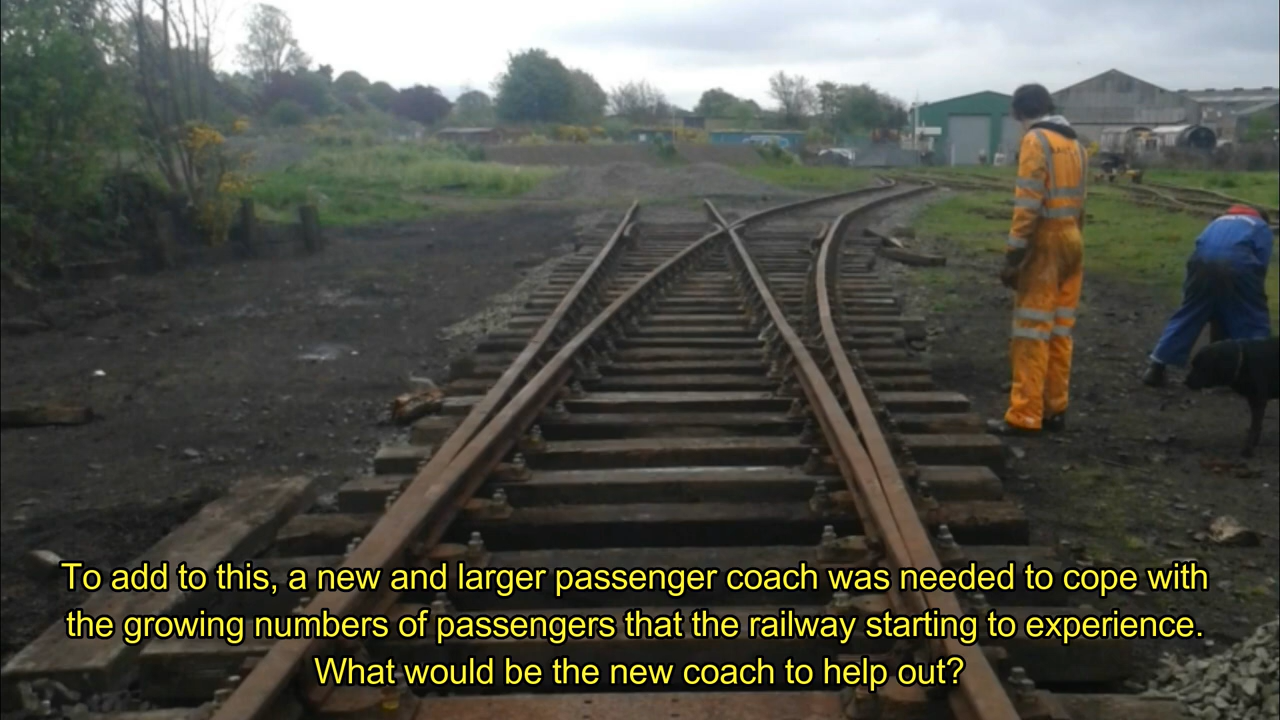 To add to this, a new and larger passenger coach was needed to cope with
the growing numbers of passengers that the railway starting to experience.
What would be the new coach to help out?